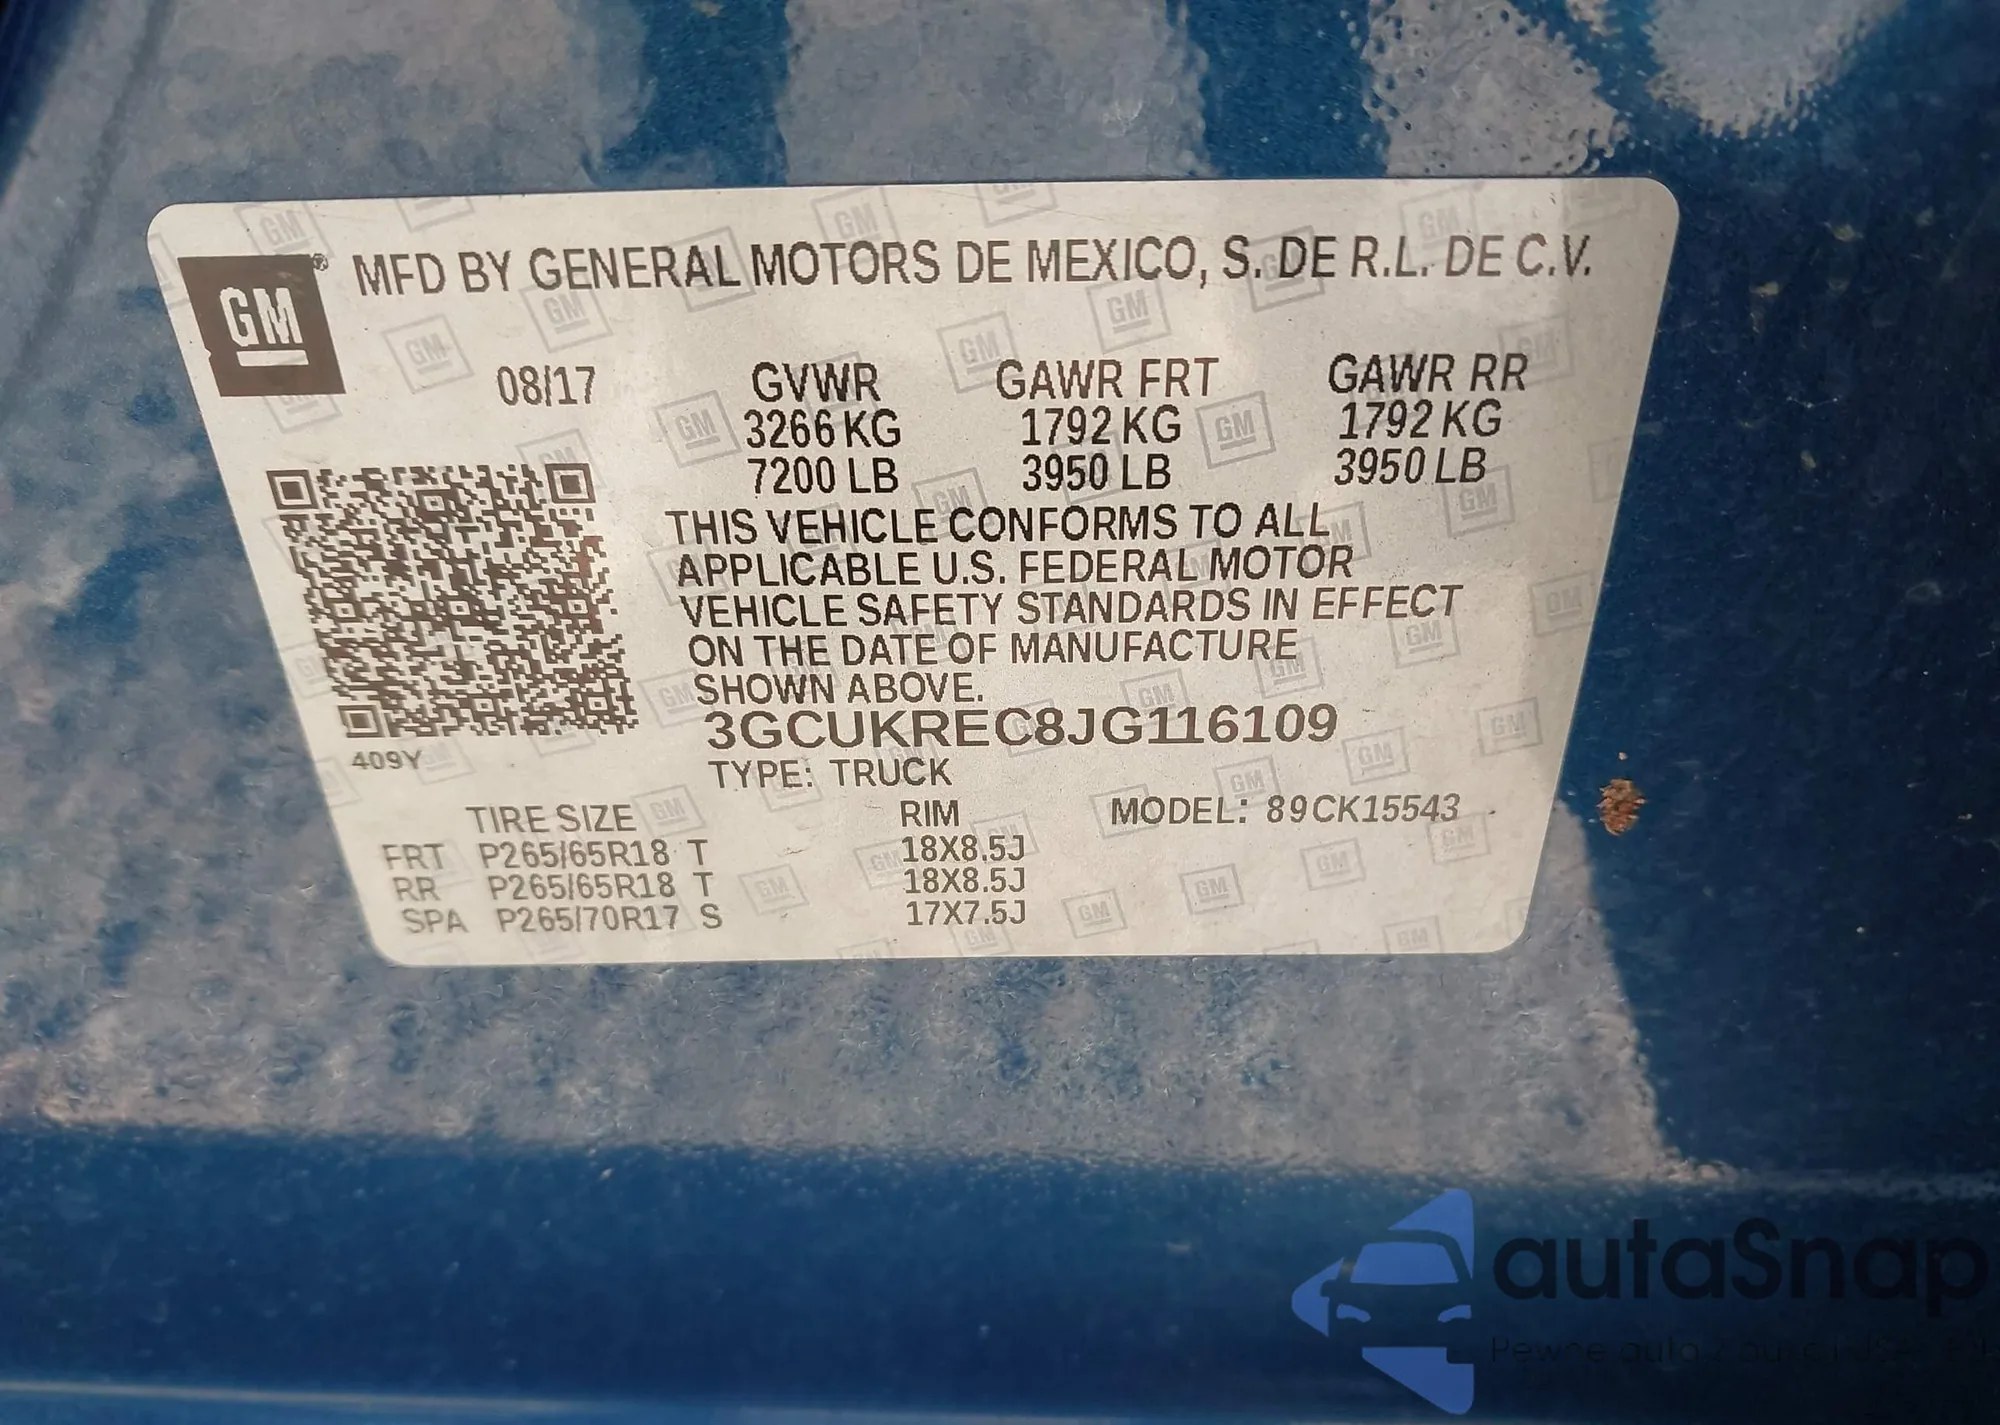 GM ® MFD BY GENERAL MOTORS DE MEXICO, S. DE R.L. DE C.V.
08/17 GVWR GAWR FRT GAWR RR
3266 KG 1792 KG 1792 KG
7200 LB 3950 LB 3950 LB
THIS VEHICLE CONFORMS TO ALL
APPLICABLE U.S. FEDERAL MOTOR
VEHICLE SAFETY STANDARDS IN EFFECT
ON THE DATE OF MANUFACTURE
SHOWN ABOVE.
3GCUKREC8JG116109
409Y
TYPE: TRUCK
TIRE SIZE RIM MODEL: 89CK15543
FRT P265/65R18 T 18X8.5J
RR P265/65R18 T 18X8.5J
SPA P265/70R17 S 17X7.5J
autaSnap
Pewne auta z